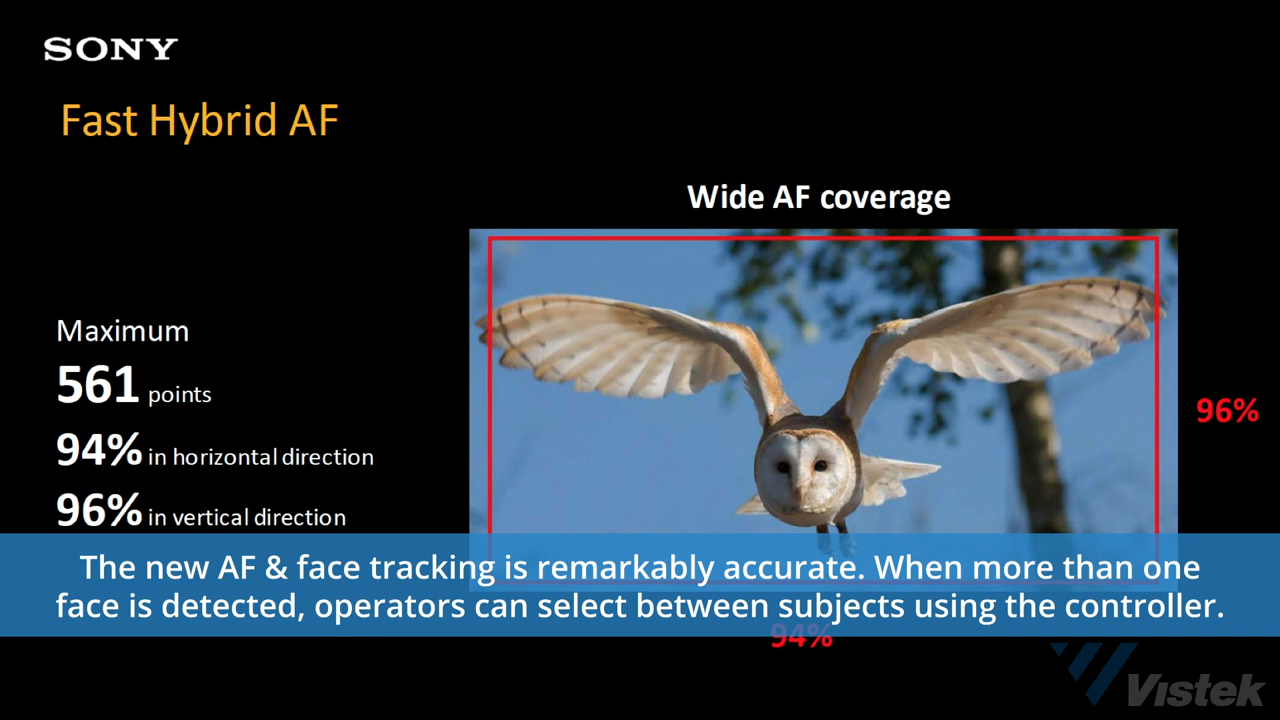 SONY
Fast Hybrid AF
Wide AF coverage
Maximum
561 points
94% in horizontal direction
96% in vertical direction
96%
The new AF & face tracking is remarkably accurate. When more than one
face is detected, operators can select between subjects using the controller.
94%
Vistek